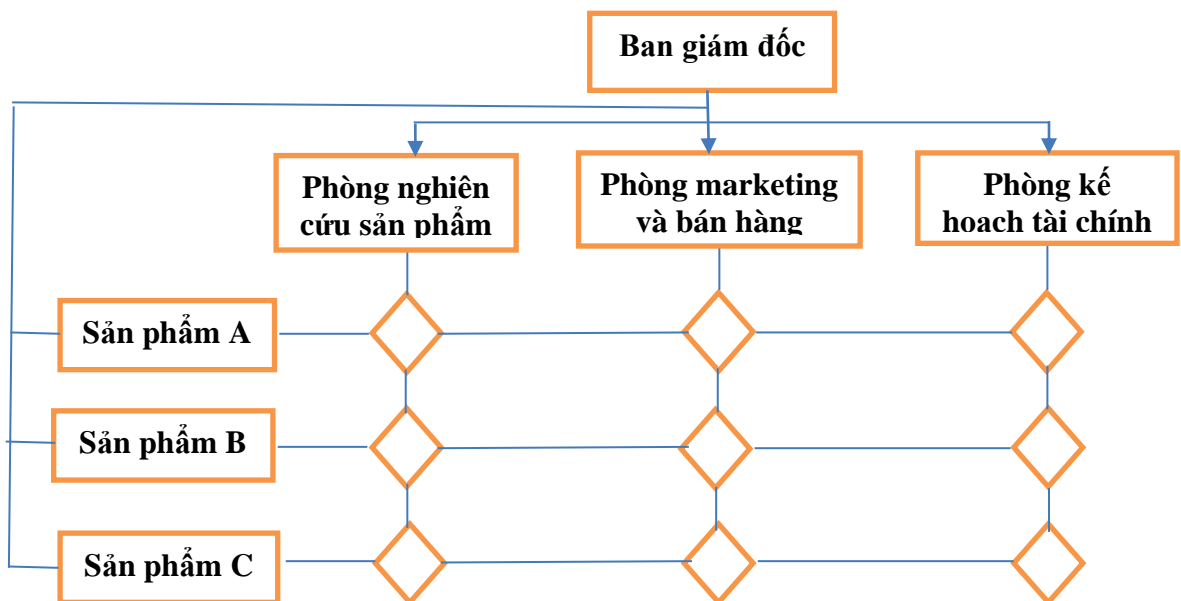 Ban giám đốc
Phòng nghiên
cứu sản phẩm
Phòng marketing
và bán hàng
Phòng kế
hoach tài chính
Sản phẩm A
Sản phẩm B
Sản phẩm C